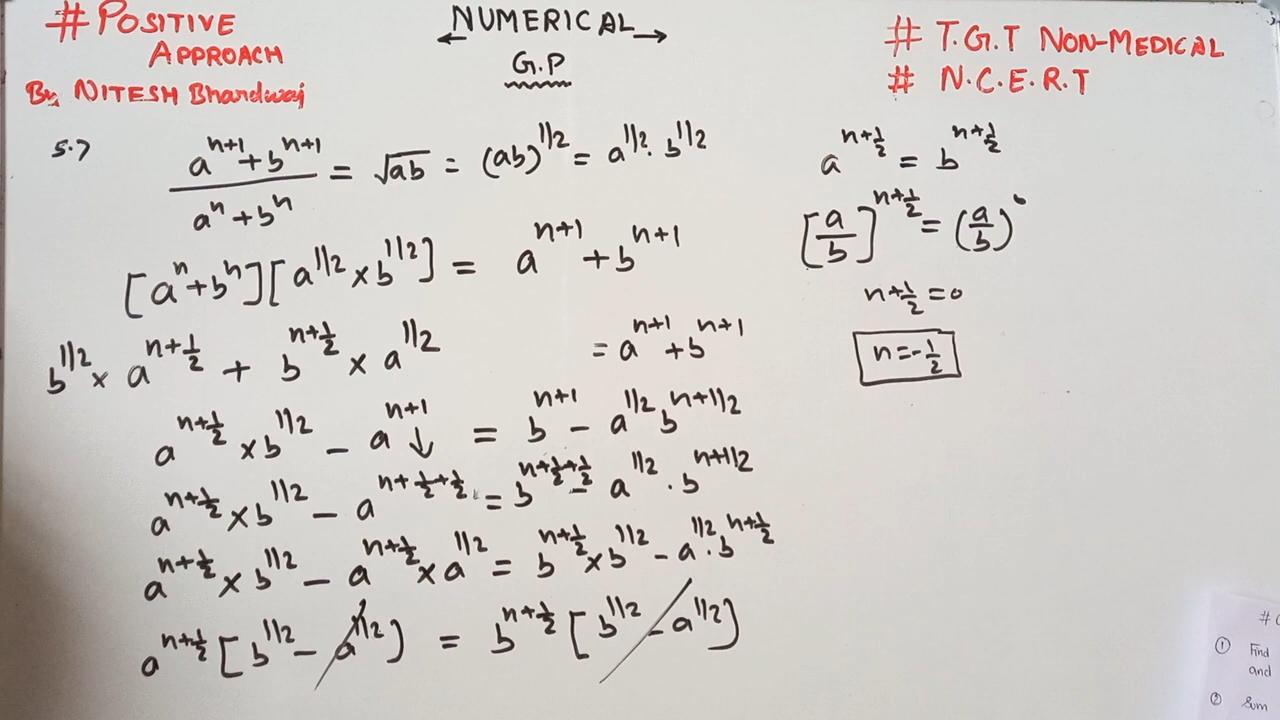 # POSITIVE APPROACH
By NITESH Bhardwaj
NUMERICAL
G.P
# T.G.T NON-MEDICAL
# N.C.E.R.T
5.7
(a^(n+1) + b^(n+1)) / (a^n + b^n) = √ab = (ab)^(1/2) = a^(1/2) . b^(1/2)
[a^n + b^n] [a^(1/2) × b^(1/2)] = a^(n+1) + b^(n+1)
b^(1/2) × a^(n+1/2) + b^(n+1/2) × a^(1/2) = a^(n+1) + b^(n+1)
a^(n+1/2) × b^(1/2) - a^(n+1) ↓ = b^(n+1) - a^(1/2) b^(n+1/2)
a^(n+1/2) × b^(1/2) - a^(n+1/2+1/2) = b^(n+1/2+1/2) - a^(1/2) . b^(n+1/2)
a^(n+1/2) × b^(1/2) - a^(n+1/2) × a^(1/2) = b^(n+1/2) × b^(1/2) - a^(1/2) . b^(n+1/2)
a^(n+1/2) [b^(1/2) - a^(1/2)] = b^(n+1/2) [b^(1/2) - a^(1/2)]
a^(n+1/2) = b^(n+1/2)
[a/b]^(n+1/2) = (a/b)^0
n+1/2 = 0
n = -1/2
①
Find
and
②
Sum